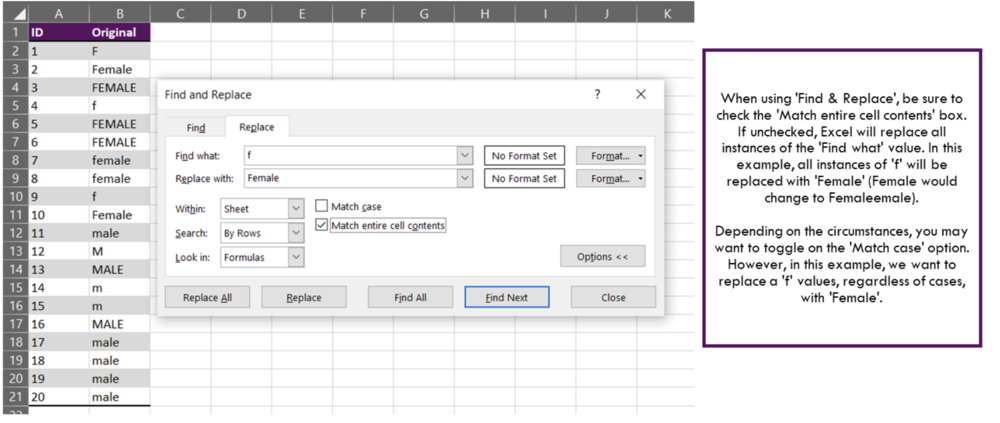 A B C D E F G H I J K
1 ID Original
2 1 F
3 2 Female
4 3 FEMALE
5 4 f
6 5 FEMALE
7 6 FEMALE
8 7 female
9 8 female
10 9 f
11 10 Female
12 11 male
13 12 M
14 13 MALE
15 14 m
16 15 m
17 16 MALE
18 17 male
19 18 male
20 19 male
21 20 male
Find and Replace ? ×
Find Replace
Find what: f No Format Set Format...
Replace with: Female No Format Set Format...
Within: Sheet Match case
Search: By Rows Match entire cell contents
Look in: Formulas Options <<
Replace All Replace Find All Find Next Close
When using 'Find & Replace', be sure to
check the 'Match entire cell contents' box.
If unchecked, Excel will replace all
instances of the 'Find what' value. In this
example, all instances of 'f' will be
replaced with 'Female' (Female would
change to Femaleemale).
Depending on the circumstances, you may
want to toggle on the 'Match case' option.
However, in this example, we want to
replace a 'f' values, regardless of cases,
with 'Female'.